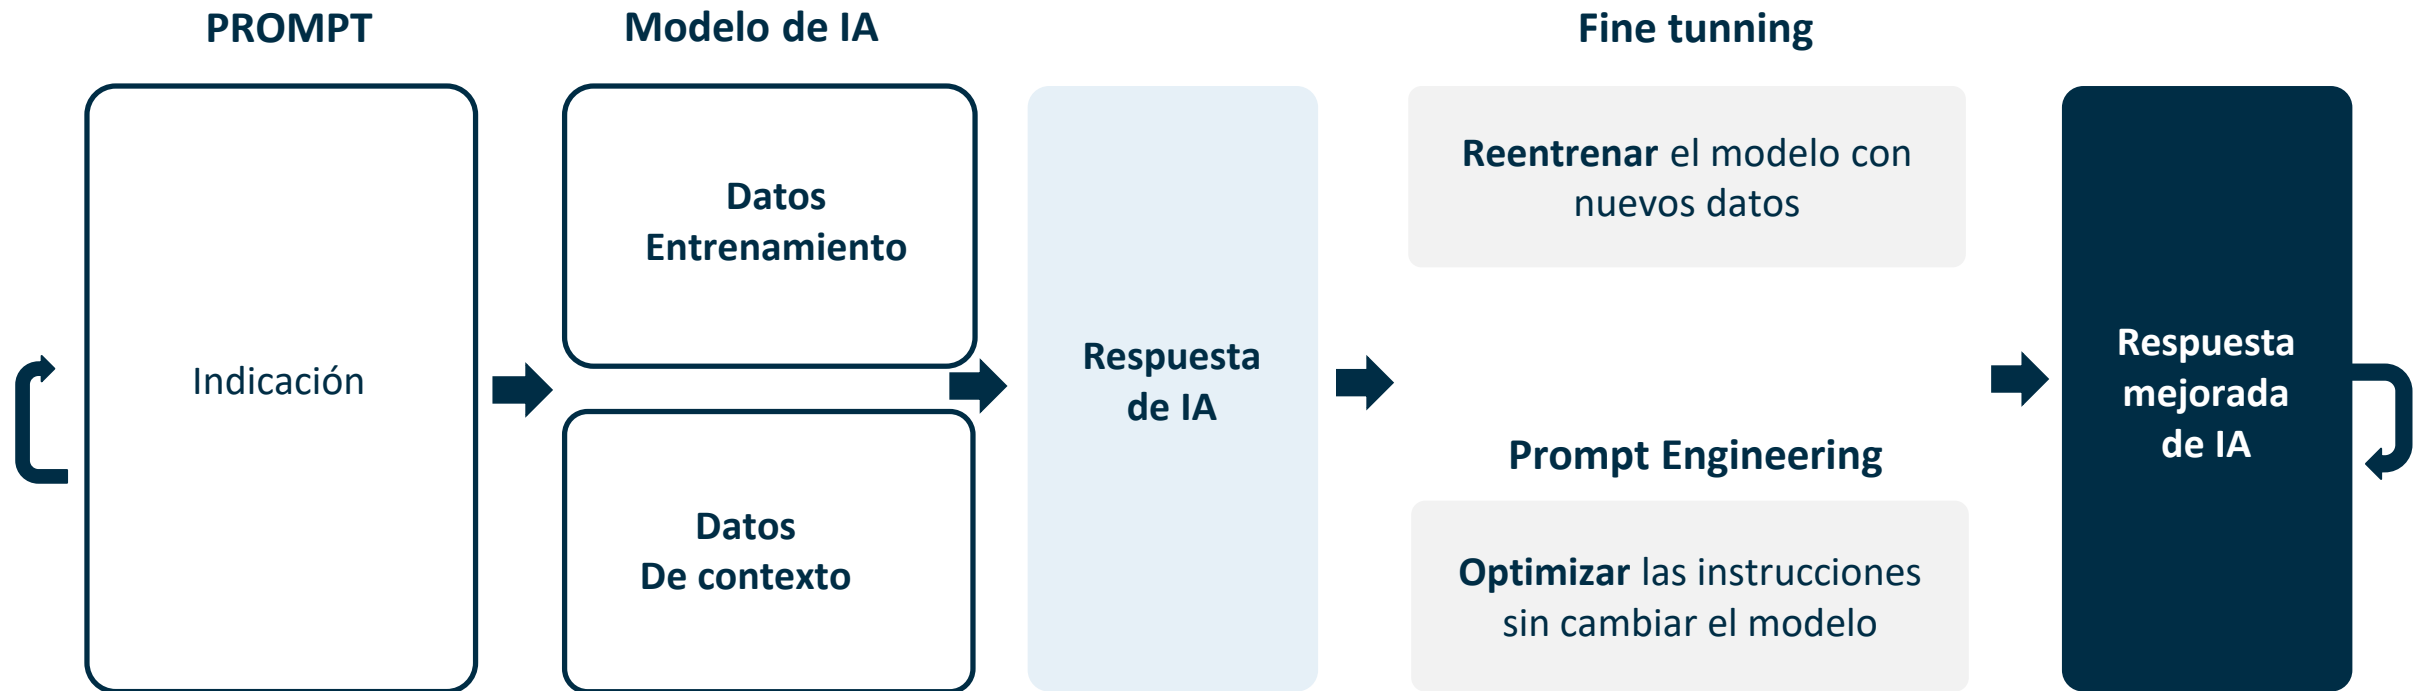 PROMPT
Indicación
Modelo de IA
Datos
Entrenamiento
Datos
De contexto
Respuesta
de IA
Fine tunning
Reentrenar el modelo con
nuevos datos
Prompt Engineering
Optimizar las instrucciones
sin cambiar el modelo
Respuesta
mejorada
de IA